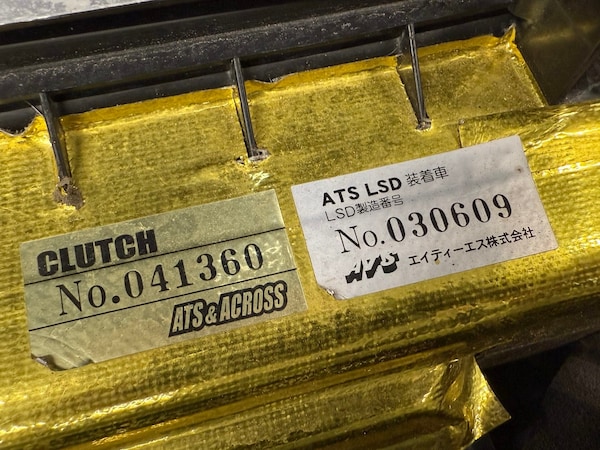 CLUTCH
No.041360
ATS & ACROSS
ATS LSD 装着車
LSD製造番号
No.030609
ATS エイティーエス株式会社